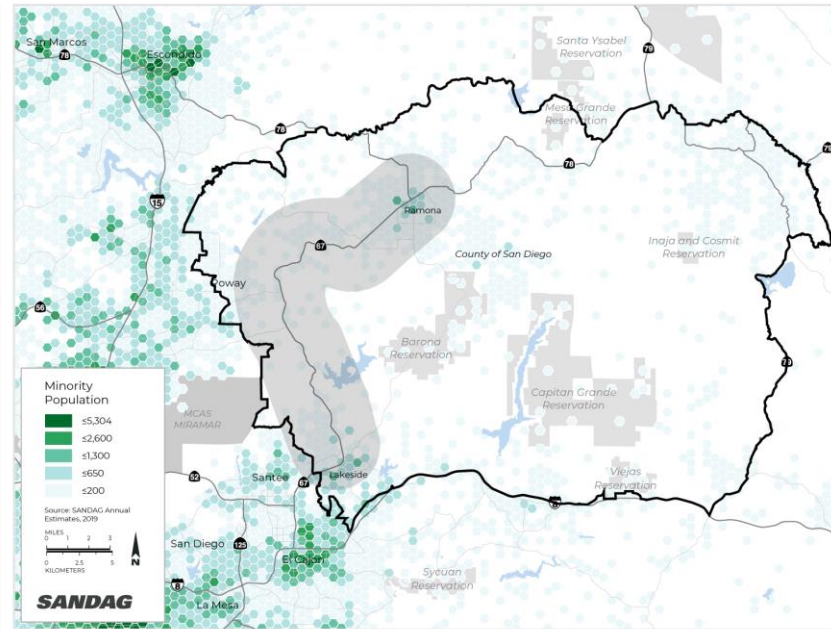 San Marcos
78
Escondido
79
Santa Ysabel
Reservation
Mesa Grande
Reservation
78
78
79
15
Ramona
67
County of San Diego
Inaja and Cosmit
Reservation
Poway
56
Barona
Reservation
Capitan Grande
Reservation
79
MCAS
MIRAMAR
Viejas
Reservation
Lakeside
Santee
52
67
8
San Diego
125
El Cajon
Sycuan
Reservation
8
La Mesa
Minority
Population
≤5,304
≤2,600
≤1,300
≤650
≤200
Source: SANDAG Annual
Estimates, 2019
MILES
0 1 2 3
0 5
KILOMETERS
N
SANDAG